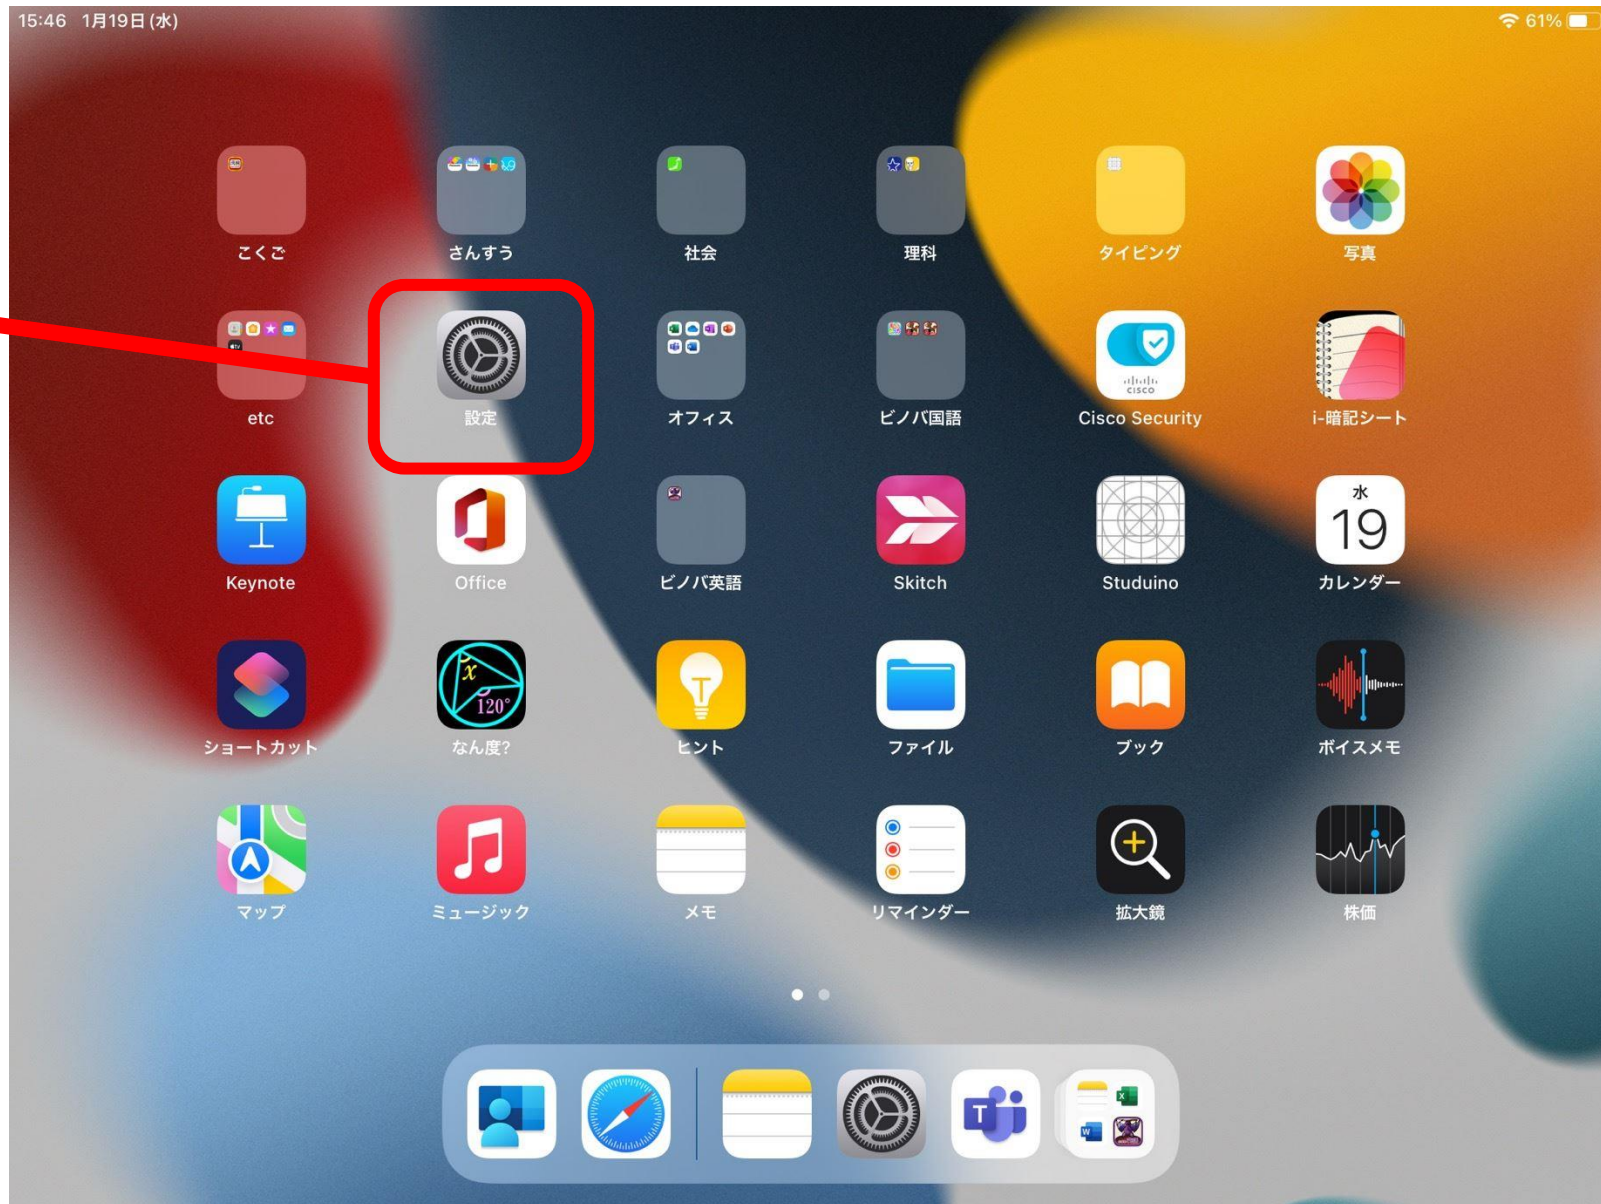 15:46 1月19日(水)
61%
こくご
さんすう
社会
理科
タイピング
写真
etc
設定
オフィス
ビノバ国語
CISCO
Cisco Security
i-暗記シート
水
19
Keynote
Office
ビノバ英語
Skitch
Studuino
カレンダー
x
120°
T
ショートカット
なん度?
ヒント
ファイル
ブック
ボイスメモ
マップ
ミュージック
メモ
リマインダー
拡大鏡
株価
T
X
W